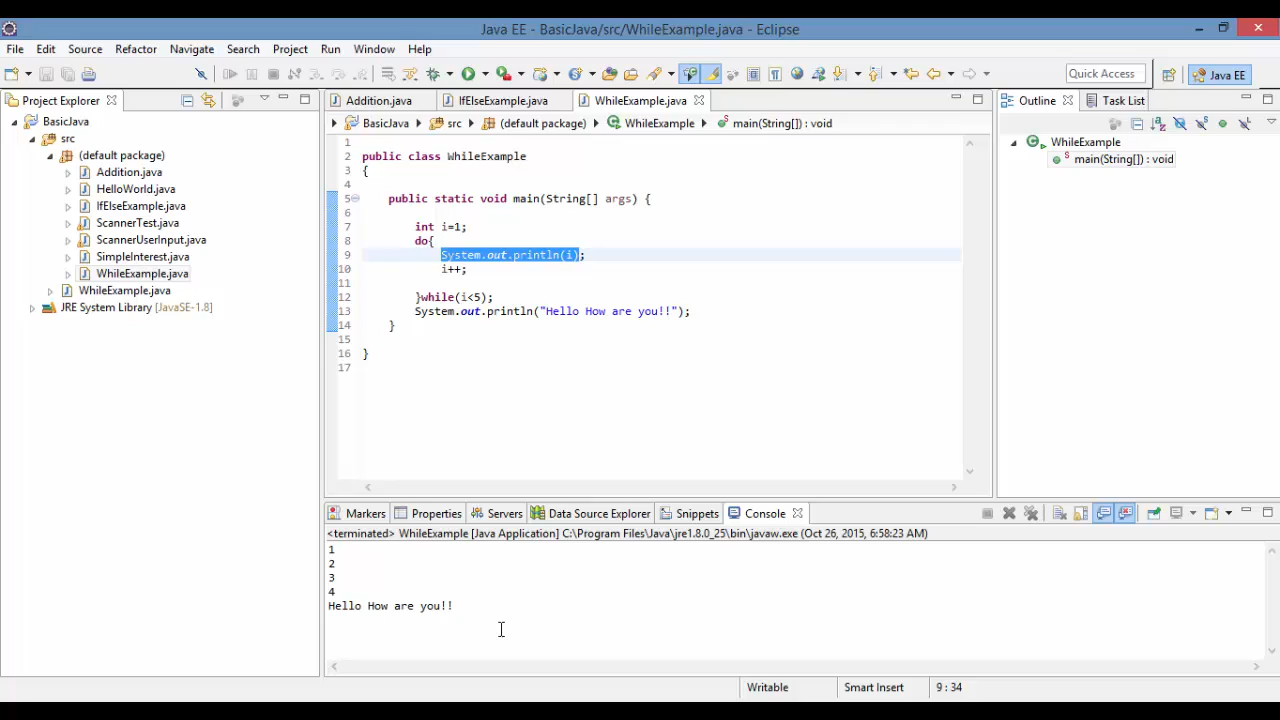 Java EE - BasicJava/src/WhileExample.java - Eclipse
File Edit Source Refactor Navigate Search Project Run Window Help
Quick Access
Java EE
Project Explorer
BasicJava
src
(default package)
Addition.java
HelloWorld.java
IfElseExample.java
ScannerTest.java
ScannerUserInput.java
SimpleInterest.java
WhileExample.java
WhileExample.java
JRE System Library [JavaSE-1.8]
Addition.java IfElseExample.java WhileExample.java
BasicJava src (default package) WhileExample main(String[]) : void
1
2 public class WhileExample
3 {
4
5 public static void main(String[] args) {
6
7 int i=1;
8 do{
9 System.out.println(i);
10 i++;
11
12 }while(i<5);
13 System.out.println("Hello How are you!!");
14 }
15
16 }
17
Outline Task List
WhileExample
main(String[]) : void
Markers Properties Servers Data Source Explorer Snippets Console
<terminated> WhileExample [Java Application] C:\Program Files\Java\jre1.8.0_25\bin\javaw.exe (Oct 26, 2015, 6:58:23 AM)
1
2
3
4
Hello How are you!!
Writable Smart Insert 9 : 34